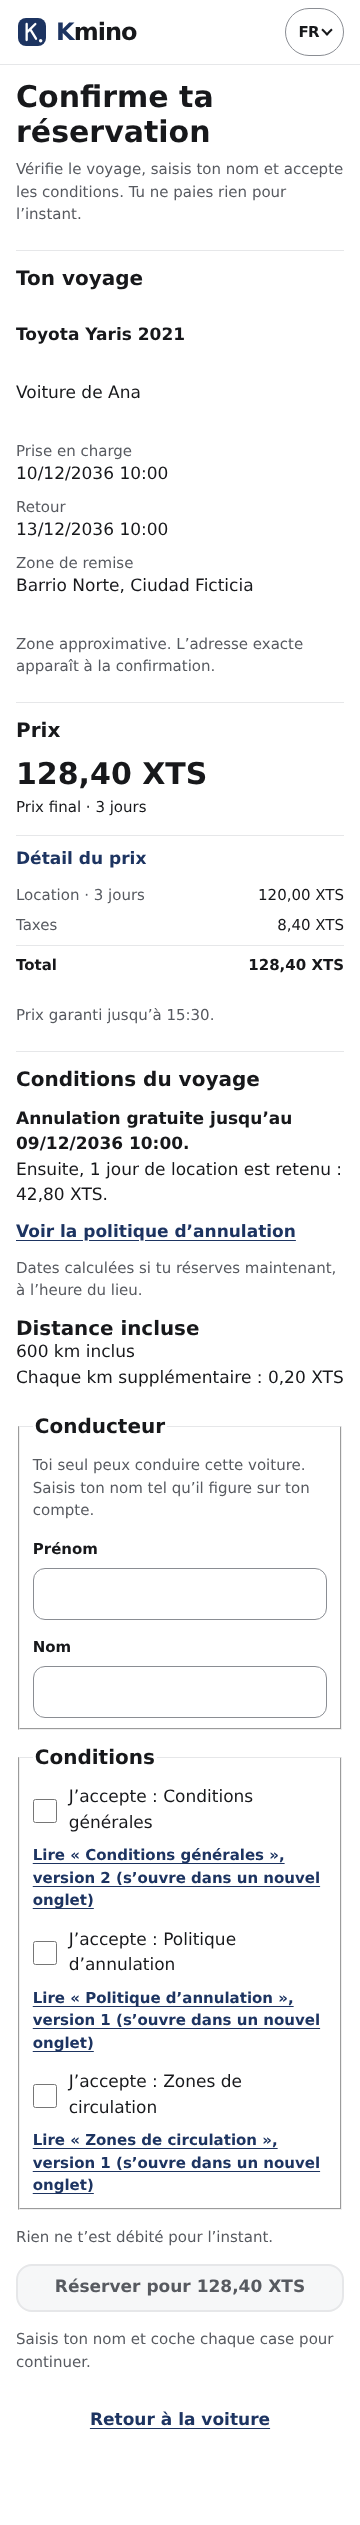 K Kmino
FR
Confirme ta
réservation
Vérifie le voyage, saisis ton nom et accepte
les conditions. Tu ne paies rien pour
l’instant.
Ton voyage
Toyota Yaris 2021
Voiture de Ana
Prise en charge
10/12/2036 10:00
Retour
13/12/2036 10:00
Zone de remise
Barrio Norte, Ciudad Ficticia
Zone approximative. L’adresse exacte
apparaît à la confirmation.
Prix
128,40 XTS
Prix final · 3 jours
Détail du prix
Location · 3 jours 120,00 XTS
Taxes 8,40 XTS
Total 128,40 XTS
Prix garanti jusqu’à 15:30.
Conditions du voyage
Annulation gratuite jusqu’au
09/12/2036 10:00.
Ensuite, 1 jour de location est retenu :
42,80 XTS.
Voir la politique d’annulation
Dates calculées si tu réserves maintenant,
à l’heure du lieu.
Distance incluse
600 km inclus
Chaque km supplémentaire : 0,20 XTS
Conducteur
Toi seul peux conduire cette voiture.
Saisis ton nom tel qu’il figure sur ton
compte.
Prénom
Nom
Conditions
J’accepte : Conditions
générales
Lire « Conditions générales »,
version 2 (s’ouvre dans un nouvel
onglet)
J’accepte : Politique
d’annulation
Lire « Politique d’annulation »,
version 1 (s’ouvre dans un nouvel
onglet)
J’accepte : Zones de
circulation
Lire « Zones de circulation »,
version 1 (s’ouvre dans un nouvel
onglet)
Rien ne t’est débité pour l’instant.
Réserver pour 128,40 XTS
Saisis ton nom et coche chaque case pour
continuer.
Retour à la voiture